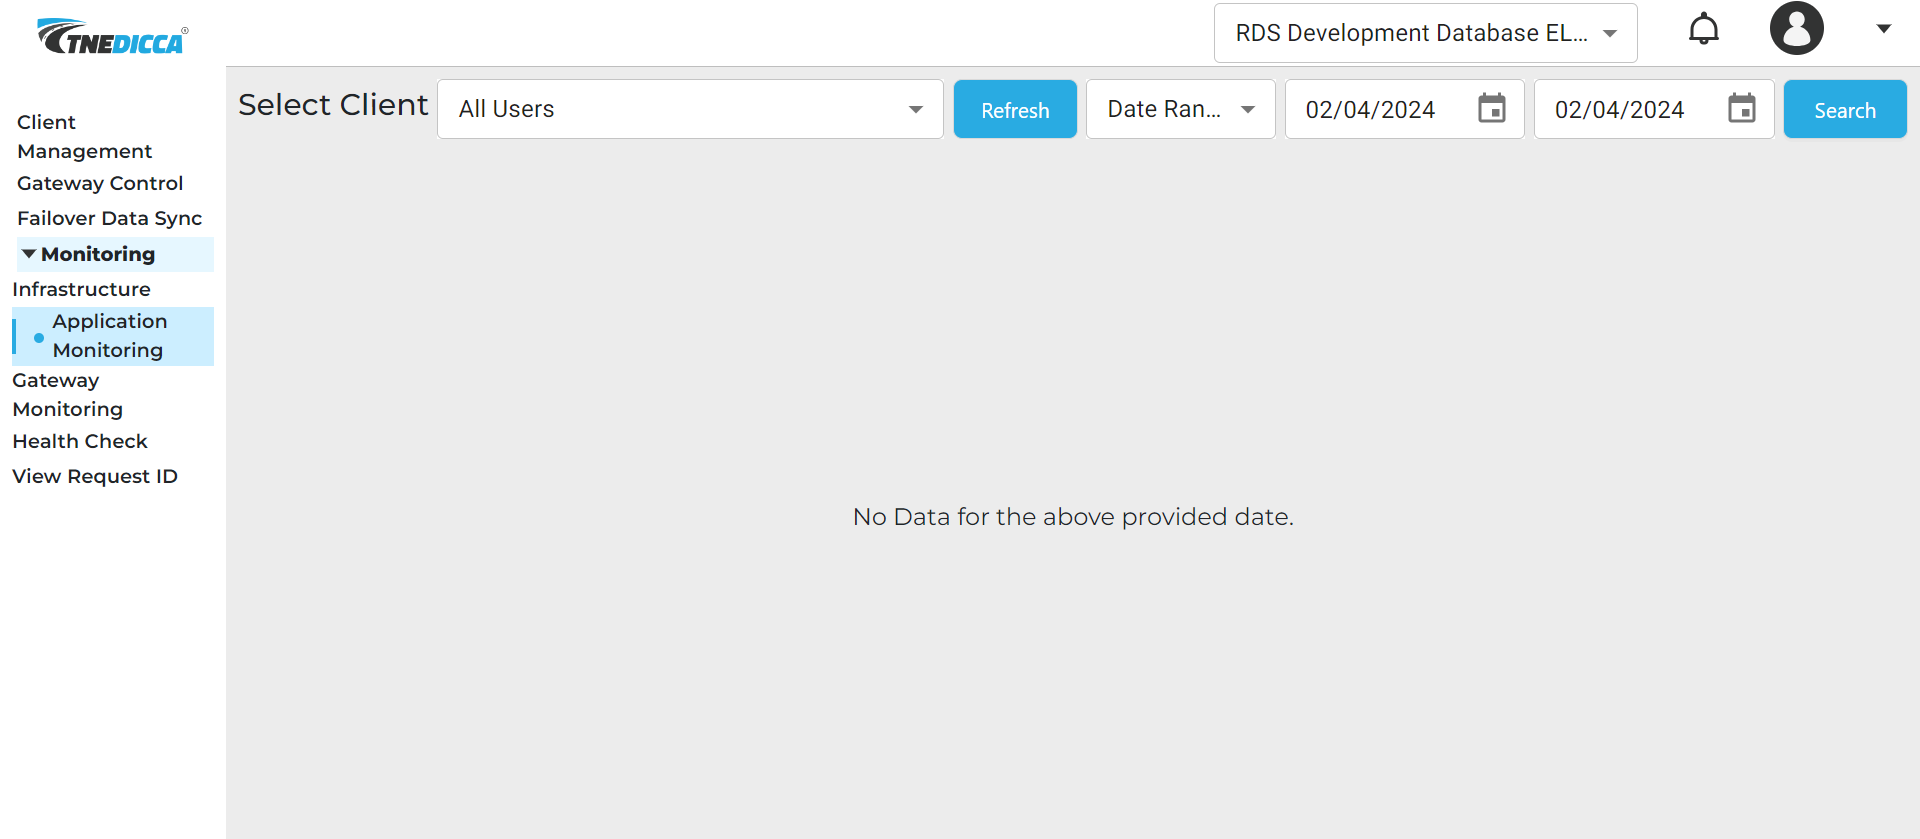 TNEDICCA®
RDS Development Database EL...
Select Client
All Users
Refresh
Date Ran...
02/04/2024
02/04/2024
Search
Client
Management
Gateway Control
Failover Data Sync
Monitoring
Infrastructure
Application
Monitoring
Gateway
Monitoring
Health Check
View Request ID
No Data for the above provided date.